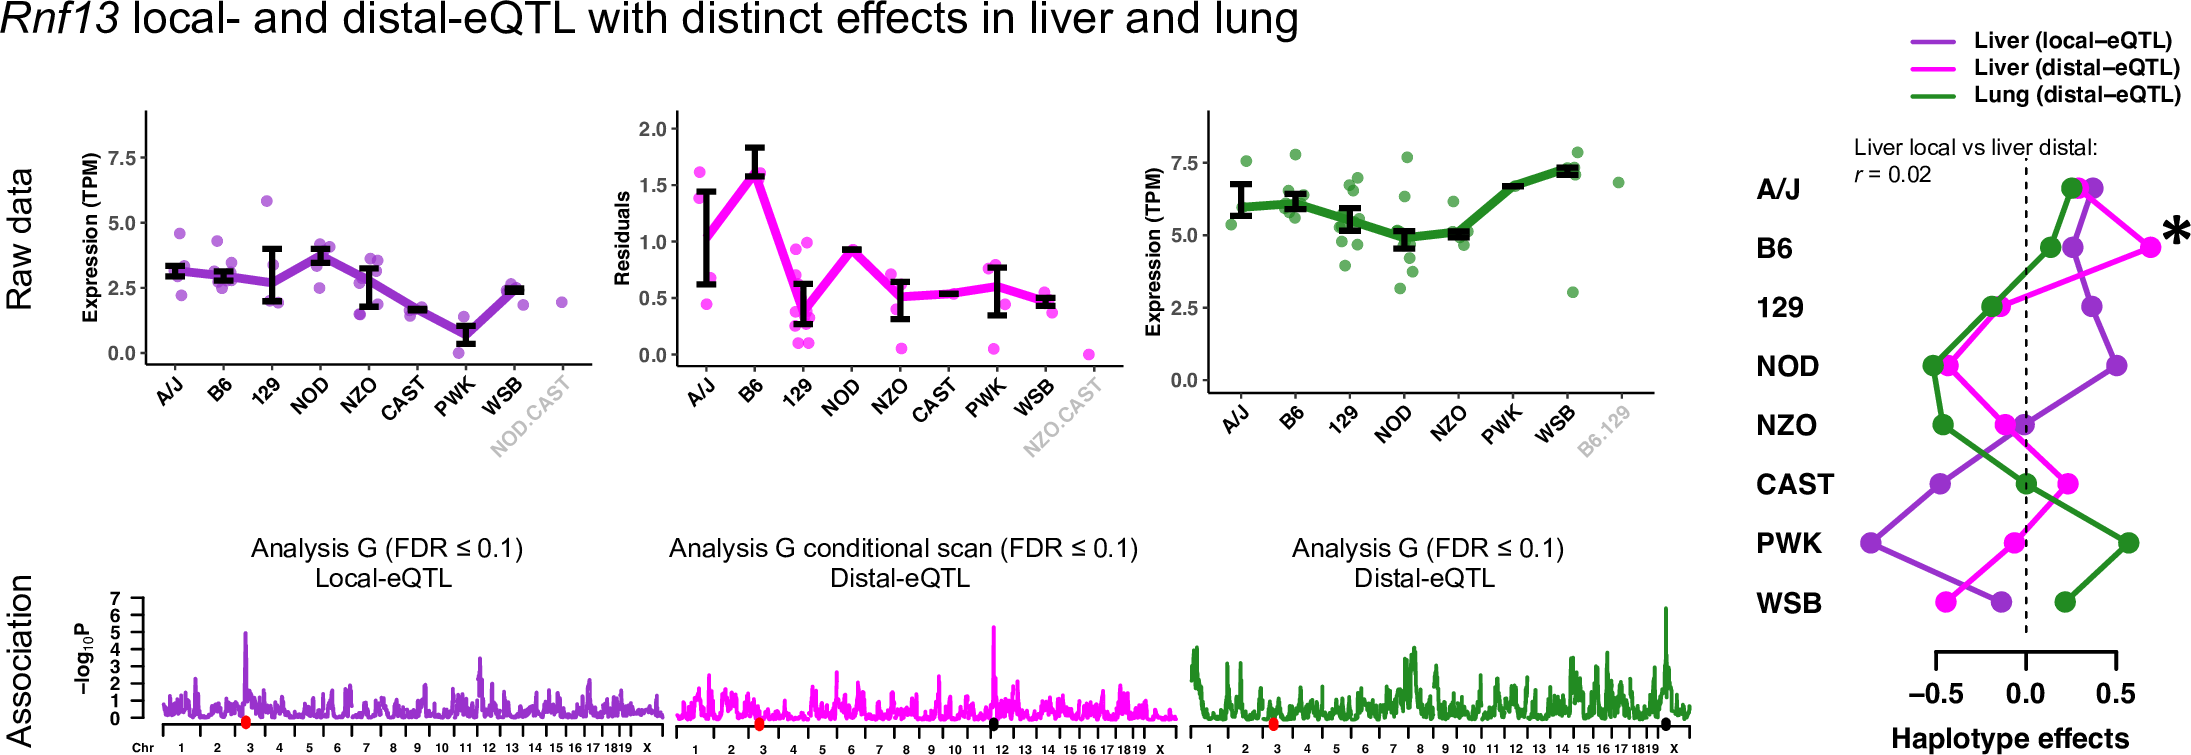 Rnf13 local- and distal-eQTL with distinct effects in liver and lung
Liver (local–eQTL)
Liver (distal–eQTL)
Lung (distal–eQTL)
Raw data
Expression (TPM)
7.5
5.0
2.5
0.0
A/J B6 129 NOD NZO CAST PWK WSB NOD.CAST
Residuals
2.0
1.5
1.0
0.5
0.0
A/J B6 129 NOD NZO CAST PWK WSB NZO.CAST
Expression (TPM)
7.5
5.0
2.5
0.0
A/J B6 129 NOD NZO PWK WSB B6.129
Liver local vs liver distal:
r = 0.02
A/J
B6 *
129
NOD
NZO
CAST
PWK
WSB
−0.5 0.0 0.5
Haplotype effects
Association
Analysis G (FDR ≤ 0.1)
Local-eQTL
Analysis G conditional scan (FDR ≤ 0.1)
Distal-eQTL
Analysis G (FDR ≤ 0.1)
Distal-eQTL
−log10P
7
6
5
4
3
2
1
0
Chr 1 2 3 4 5 6 7 8 9 10 11 12 13 14 15 16 17 18 19 X
1 2 3 4 5 6 7 8 9 10 11 12 13 14 15 16 17 18 19 X
1 2 3 4 5 6 7 8 9 10 11 12 13 14 15 16 17 18 19 X